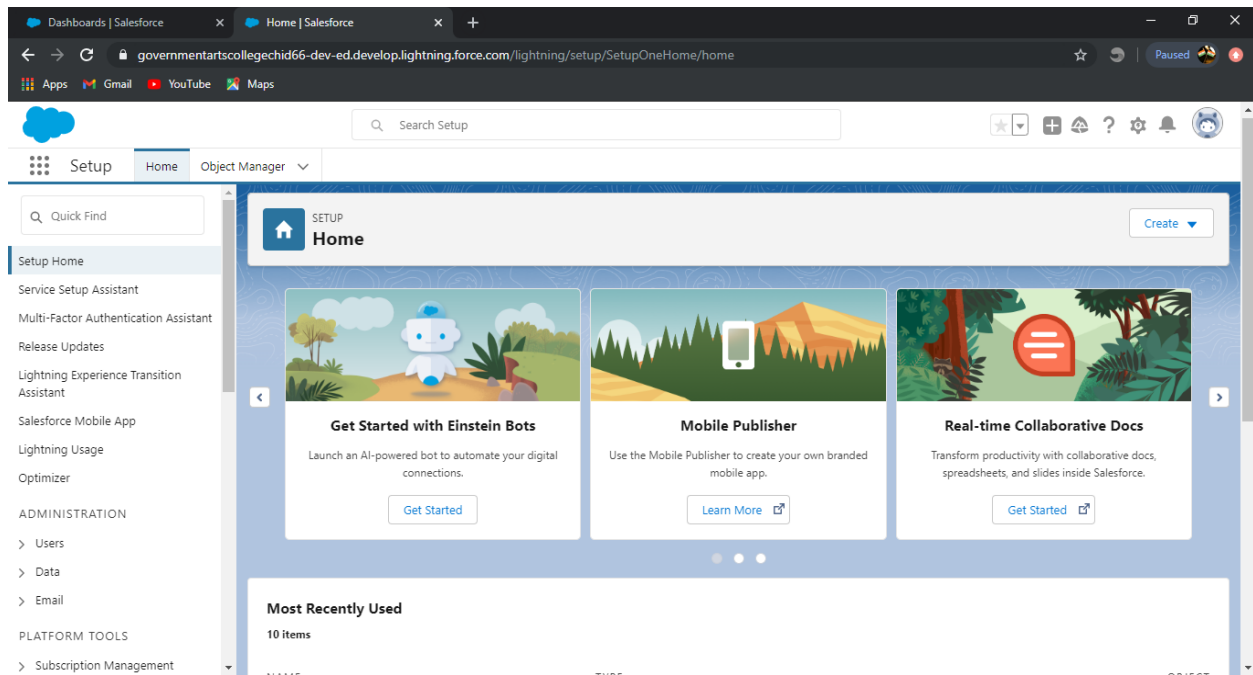 Dashboards | Salesforce
Home | Salesforce
governmentartscollegechid66-dev-ed.develop.lightning.force.com/lightning/setup/SetupOneHome/home
Paused
Apps
Gmail
YouTube
Maps
Search Setup
Setup
Home
Object Manager
Quick Find
Setup Home
Service Setup Assistant
Multi-Factor Authentication Assistant
Release Updates
Lightning Experience Transition
Assistant
Salesforce Mobile App
Lightning Usage
Optimizer
ADMINISTRATION
Users
Data
Email
PLATFORM TOOLS
Subscription Management
SETUP
Home
Create
Get Started with Einstein Bots
Launch an AI-powered bot to automate your digital
connections.
Get Started
Mobile Publisher
Use the Mobile Publisher to create your own branded
mobile app.
Learn More
Real-time Collaborative Docs
Transform productivity with collaborative docs,
spreadsheets, and slides inside Salesforce.
Get Started
Most Recently Used
10 items
NAME
TYPE
OBJECT